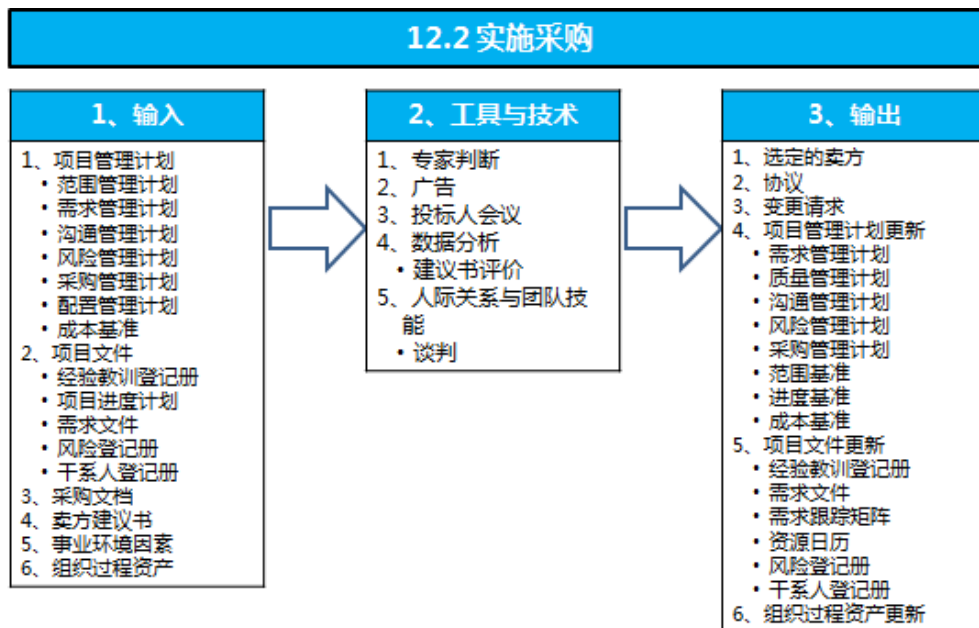 12.2 实施采购
1、输入
1、项目管理计划
• 范围管理计划
• 需求管理计划
• 沟通管理计划
• 风险管理计划
• 采购管理计划
• 配置管理计划
• 成本基准
2、项目文件
• 经验教训登记册
• 项目进度计划
• 需求文件
• 风险登记册
• 干系人登记册
3、采购文档
4、卖方建议书
5、事业环境因素
6、组织过程资产
2、工具与技术
1、专家判断
2、广告
3、投标人会议
4、数据分析
• 建议书评价
5、人际关系与团队技
能
• 谈判
3、输出
1、选定的卖方
2、协议
3、变更请求
4、项目管理计划更新
• 需求管理计划
• 质量管理计划
• 沟通管理计划
• 风险管理计划
• 采购管理计划
• 范围基准
• 进度基准
• 成本基准
5、项目文件更新
• 经验教训登记册
• 需求文件
• 需求跟踪矩阵
• 资源日历
• 风险登记册
• 干系人登记册
6、组织过程资产更新